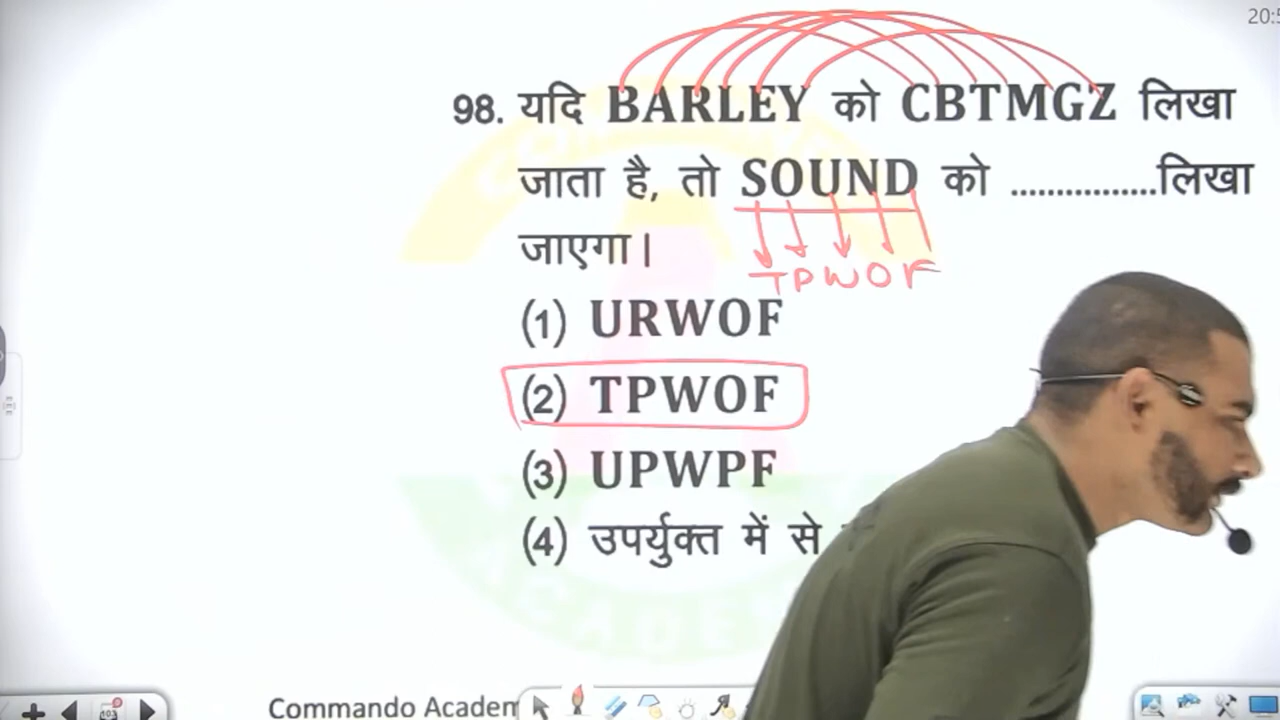 20:5
98. यदि BARLEY को CBTMGZ लिखा
जाता है, तो SOUND को ................लिखा
जाएगा।
TPWOF
(1) URWOF
(2) TPWOF
(3) UPWPF
(4) उपर्युक्त में से
ACADE
Commando Academ